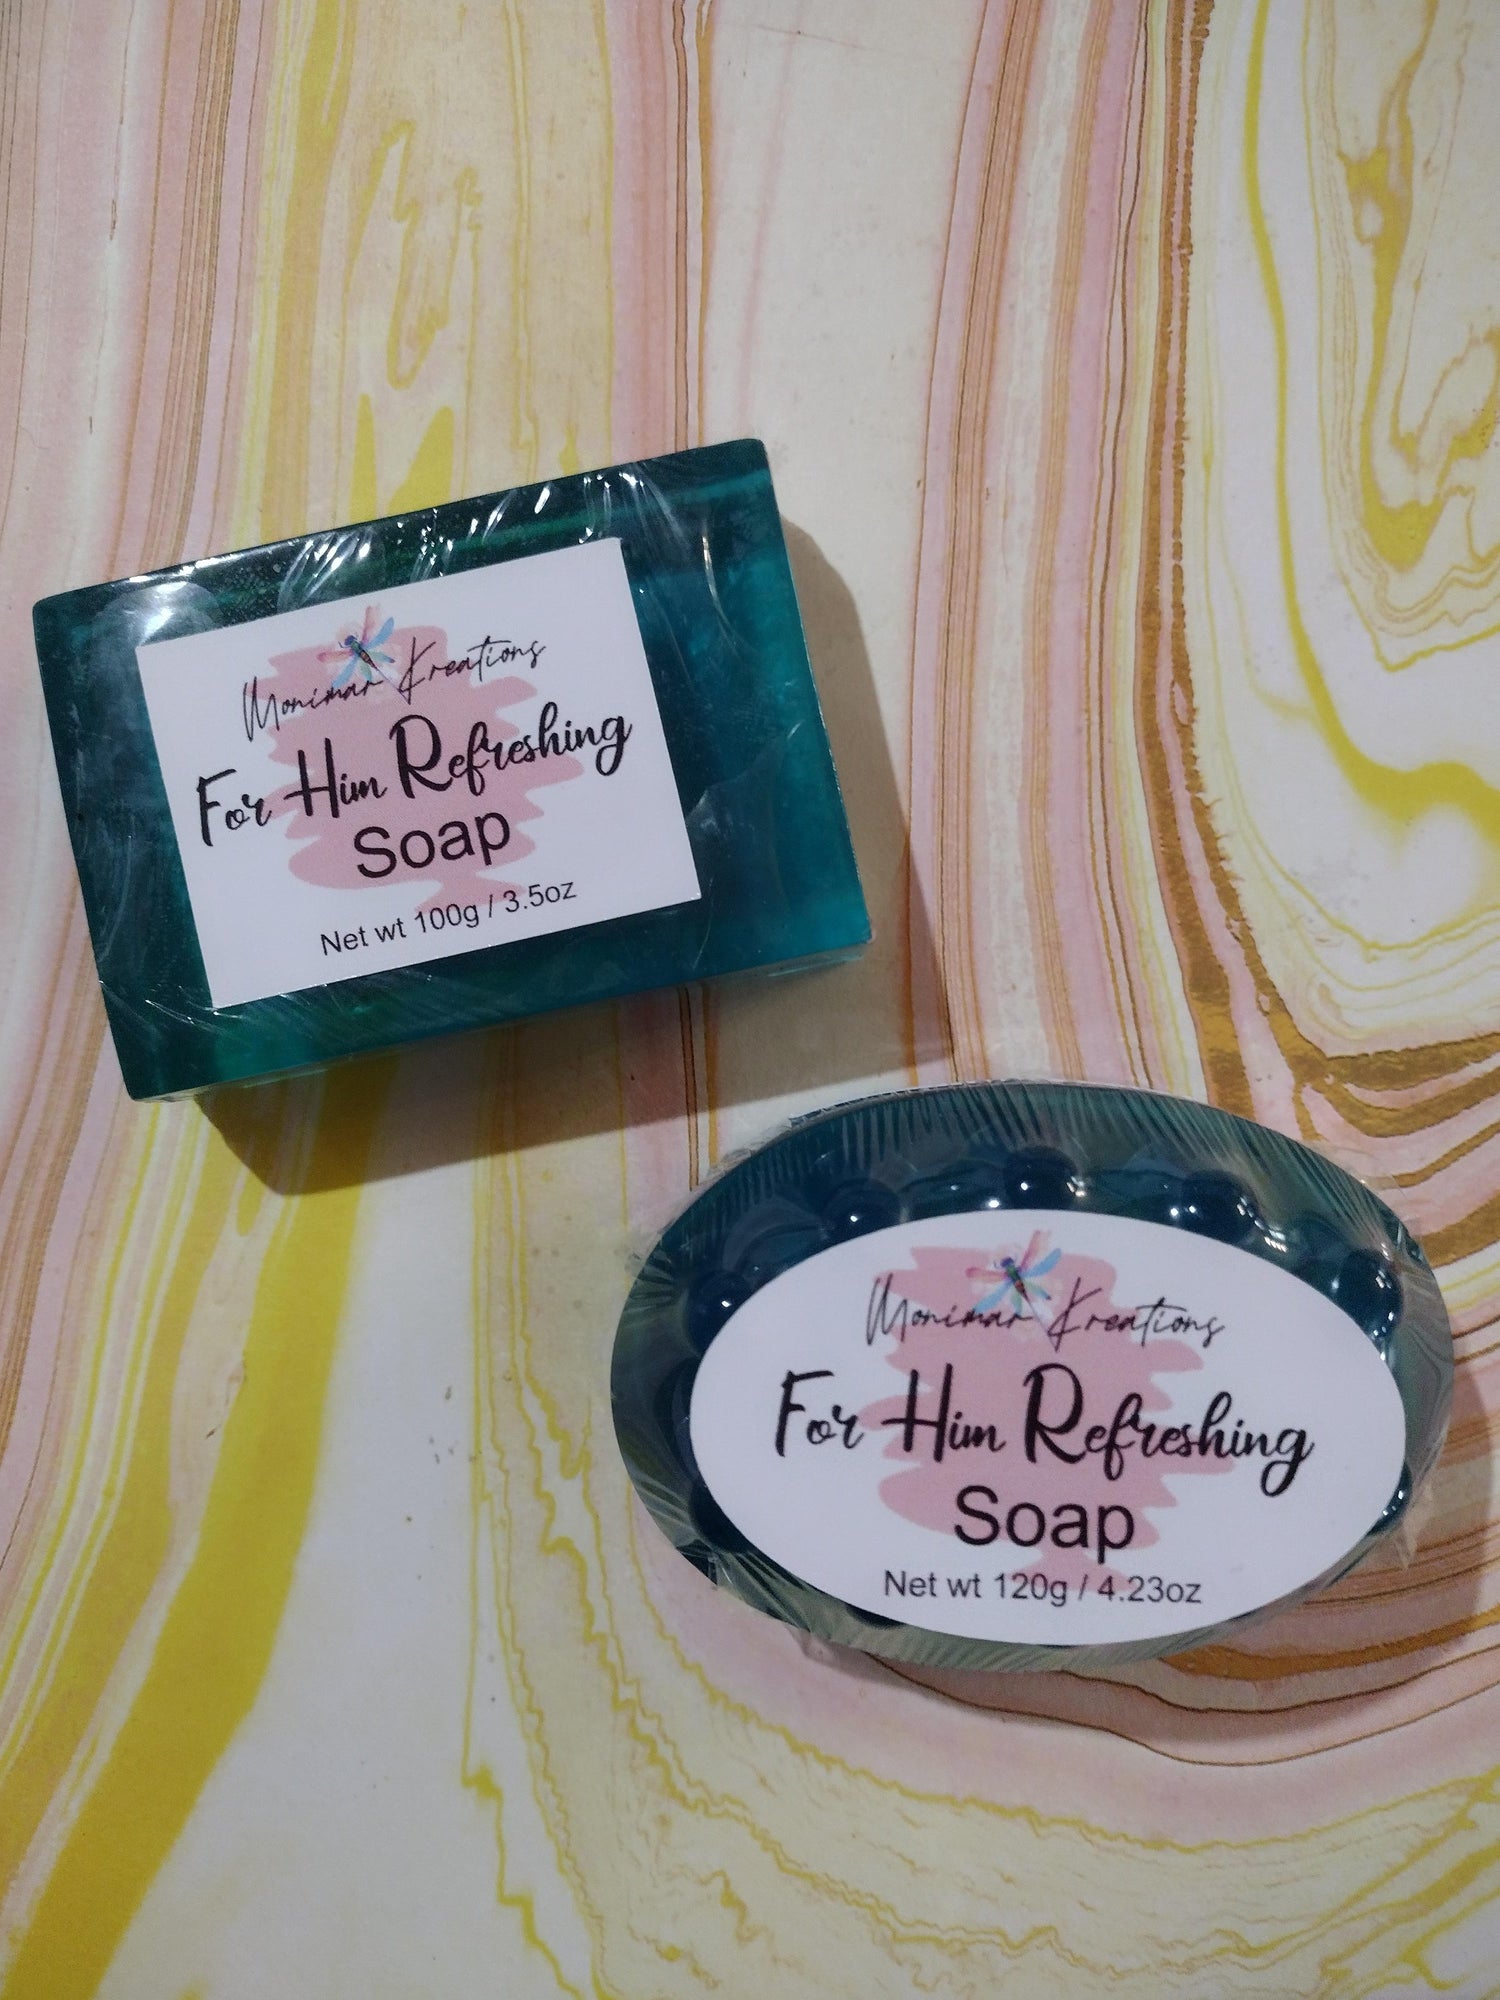 Monimar Kreations
For Him Refreshing
Soap
Net wt 100g / 3.5oz
Monimar Kreations
For Him Refreshing
Soap
Net wt 120g / 4.23oz